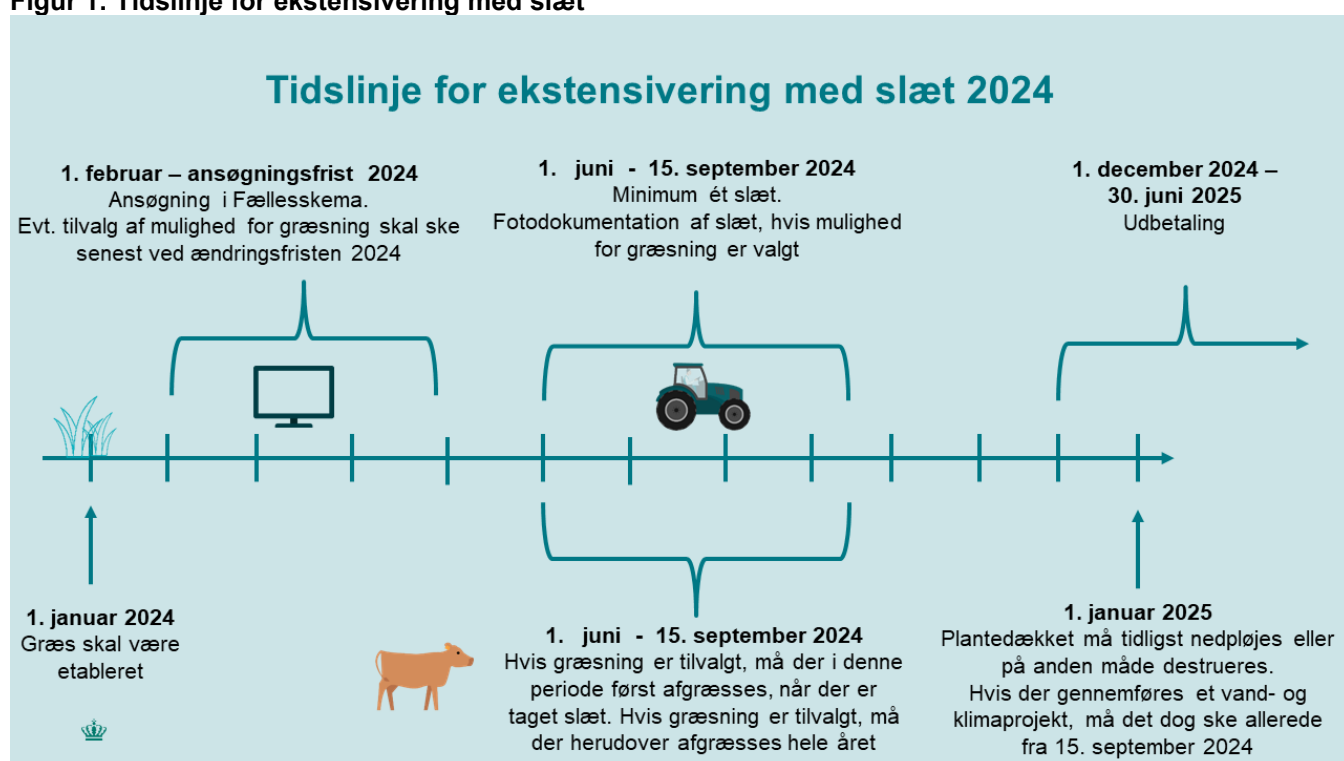 Figur 1: Tidslinje for ekstensivering med slæt
Tidslinje for ekstensivering med slæt 2024
1. februar – ansøgningsfrist 2024
Ansøgning i Fællesskema.
Evt. tilvalg af mulighed for græsning skal ske
senest ved ændringsfristen 2024
1. juni - 15. september 2024
Minimum ét slæt.
Fotodokumentation af slæt, hvis mulighed
for græsning er valgt
1. december 2024 –
30. juni 2025
Udbetaling
1. januar 2024
Græs skal være
etableret
1. juni - 15. september 2024
Hvis græsning er tilvalgt, må der i denne
periode først afgræsses, når der er
taget slæt. Hvis græsning er tilvalgt, må
der herudover afgræsses hele året
1. januar 2025
Plantedækket må tidligst nedpløjes eller
på anden måde destrueres.
Hvis der gennemføres et vand- og
klimaprojekt, må det dog ske allerede
fra 15. september 2024